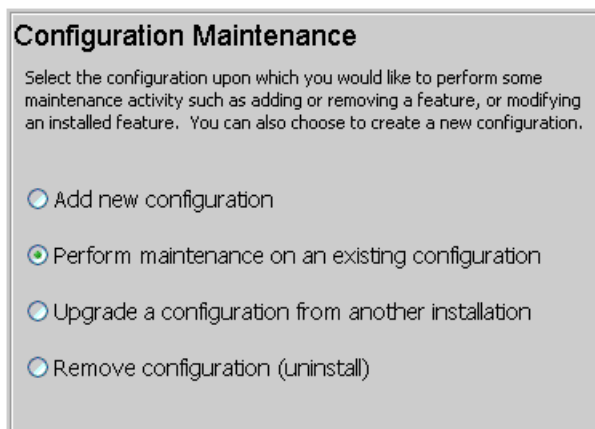 Configuration Maintenance
Select the configuration upon which you would like to perform some
maintenance activity such as adding or removing a feature, or modifying
an installed feature.  You can also choose to create a new configuration.
Add new configuration
Perform maintenance on an existing configuration
Upgrade a configuration from another installation
Remove configuration (uninstall)